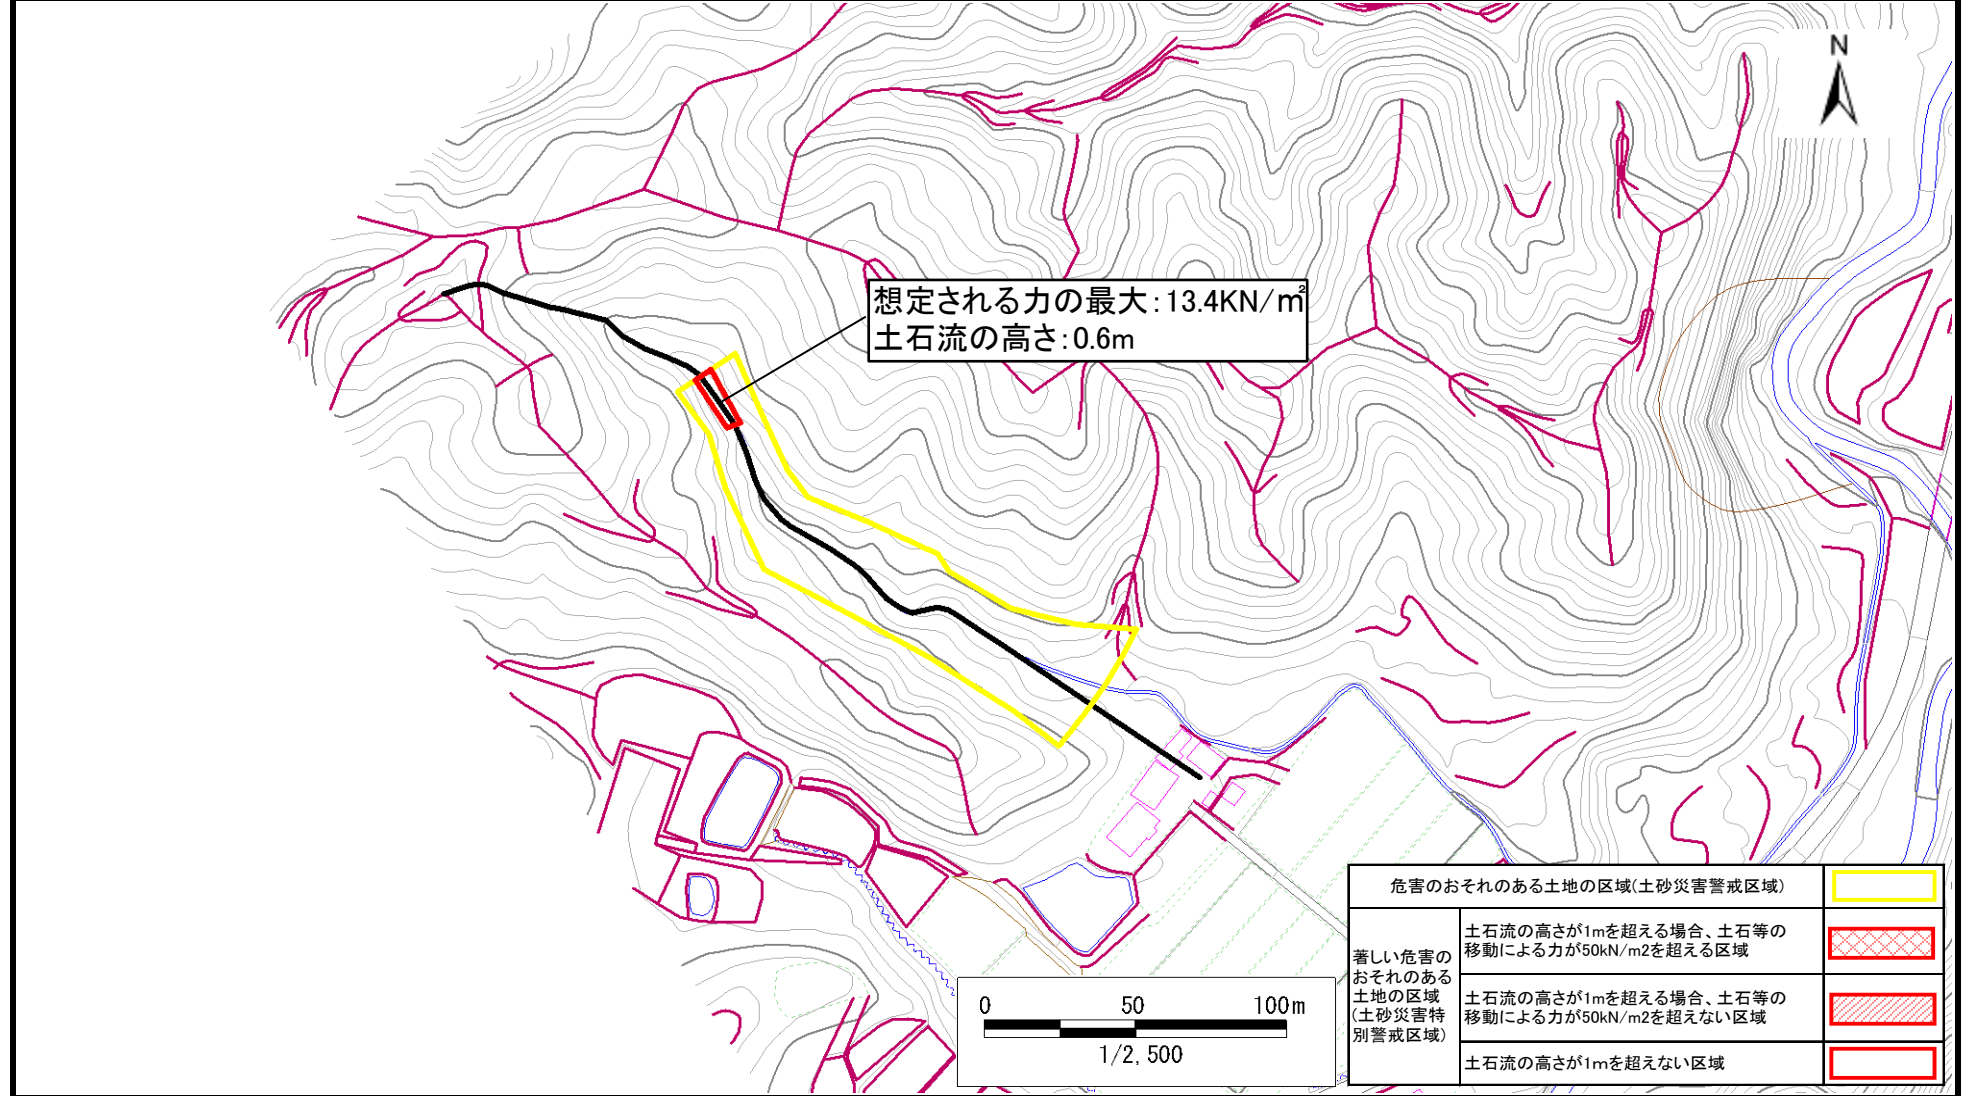 N
想定される力の最大:13.4KN/㎡
土石流の高さ:0.6m
危害のおそれのある土地の区域(土砂災害警戒区域)
著しい危害の
おそれのある
土地の区域
(土砂災害特
別警戒区域)
土石流の高さが1mを超える場合、土石等の
移動による力が50kN/m2を超える区域
土石流の高さが1mを超える場合、土石等の
移動による力が50kN/m2を超えない区域
土石流の高さが1mを超えない区域
0 50 100m
1/2,500